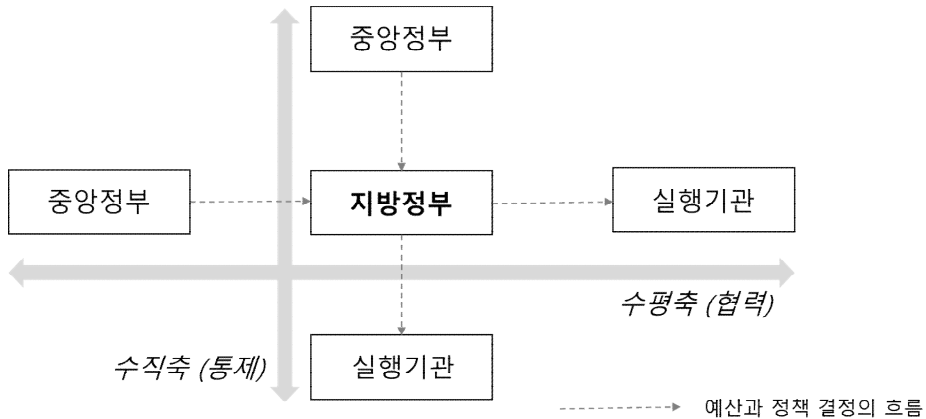 중앙정부
중앙정부
지방정부
실행기관
수평축 (협력)
수직축 (통제)
실행기관
예산과 정책 결정의 흐름